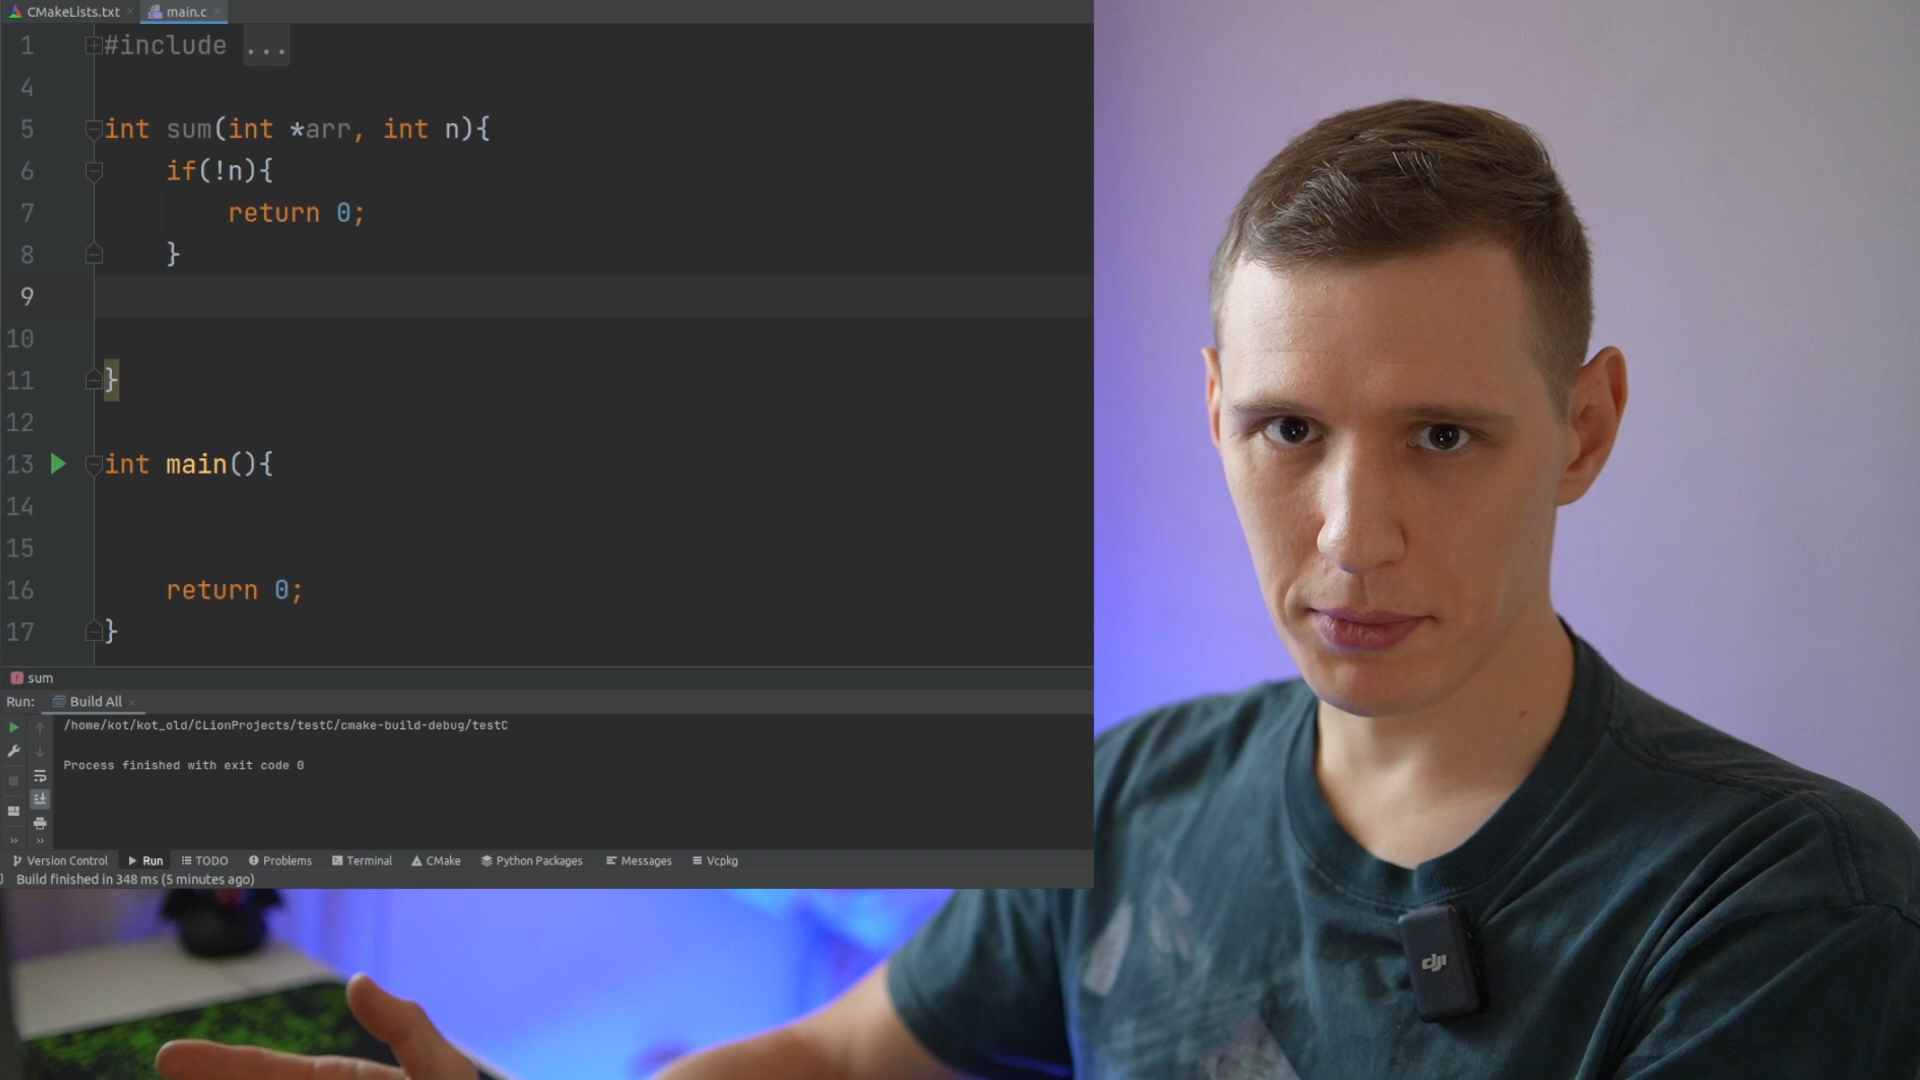 CMakeLists.txt × main.c ×
1 #include ...
4
5 int sum(int *arr, int n){
6     if(!n){
7         return 0;
8     }
9
10
11 }
12
13 int main(){
14
15
16     return 0;
17 }
sum
Run: Build All ×
/home/kot/kot_old/CLionProjects/testC/cmake-build-debug/testC
Process finished with exit code 0
Version Control Run TODO Problems Terminal CMake Python Packages Messages Vcpkg
Build finished in 348 ms (5 minutes ago)
dji